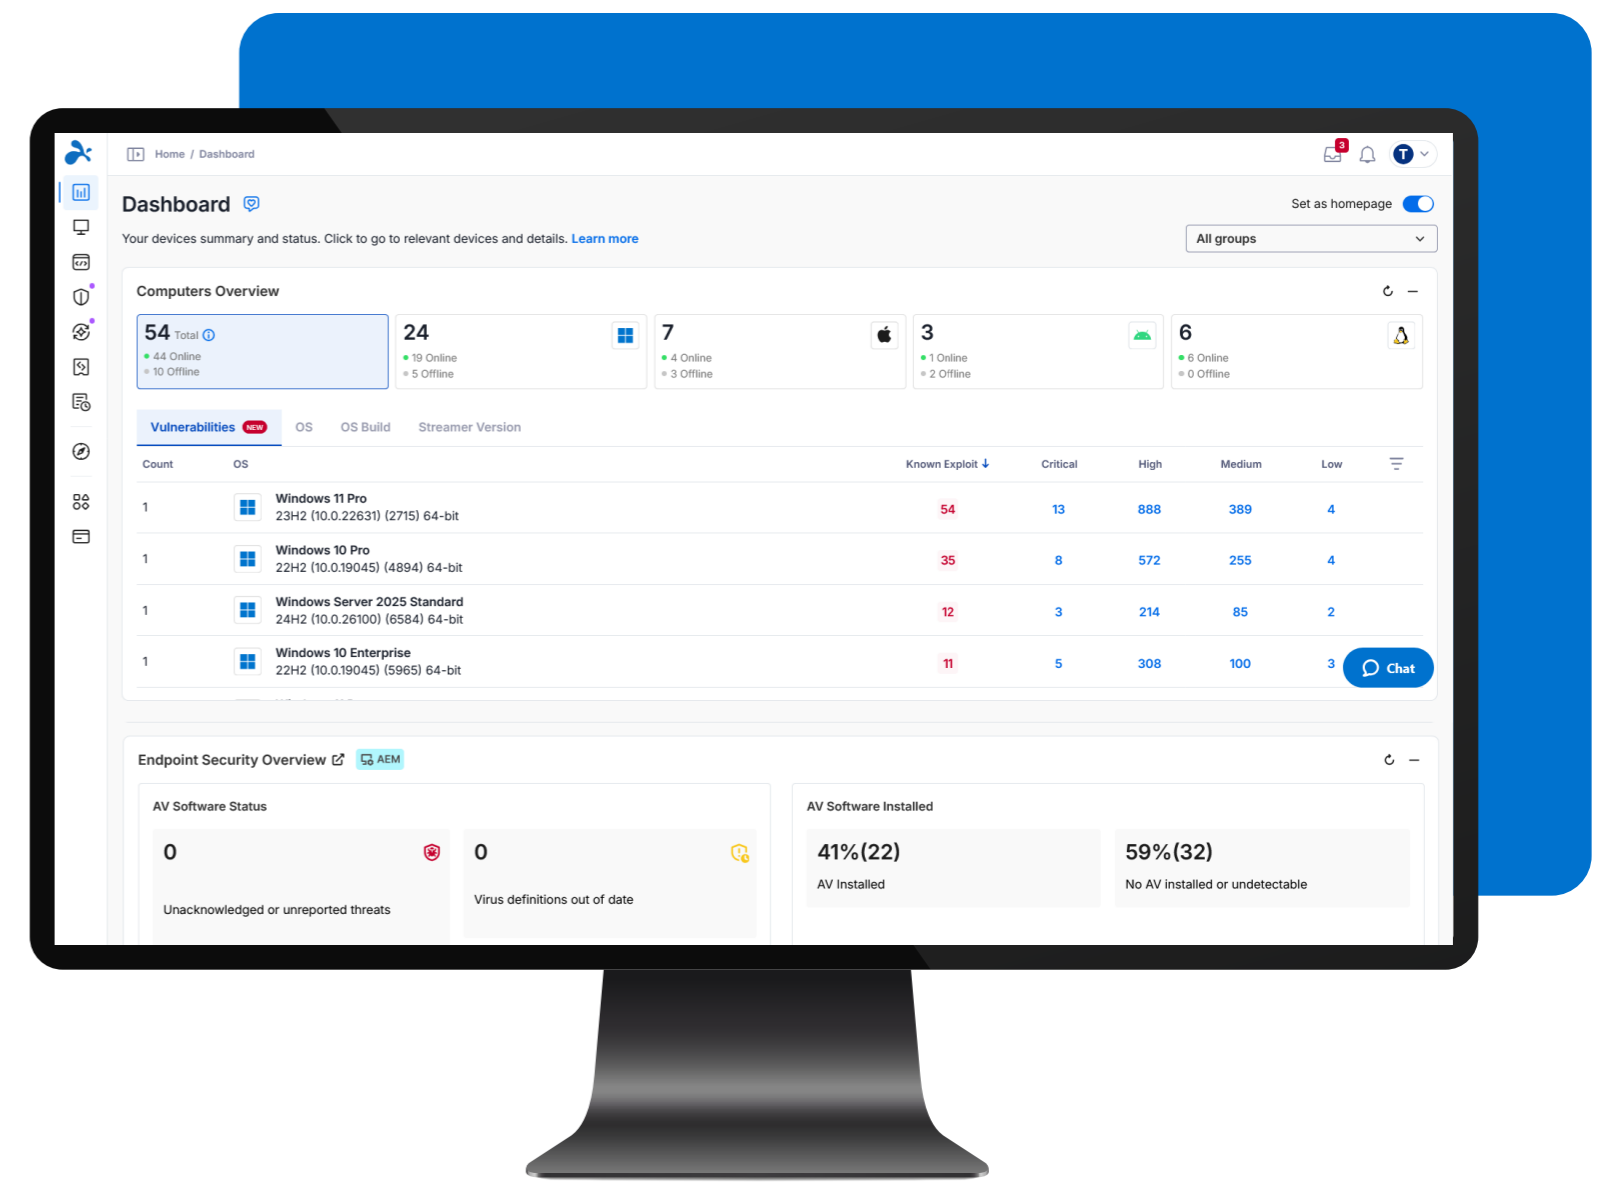 Home / Dashboard
3
T
Dashboard
Set as homepage
Your devices summary and status. Click to go to relevant devices and details. Learn more
All groups
Computers Overview
54 Total
44 Online
10 Offline
24
19 Online
5 Offline
7
4 Online
3 Offline
3
1 Online
2 Offline
6
6 Online
0 Offline
Vulnerabilities NEW OS OS Build Streamer Version
Count OS Known Exploit Critical High Medium Low
1 Windows 11 Pro 54 13 888 389 4
23H2 (10.0.22631) (2715) 64-bit
1 Windows 10 Pro 35 8 572 255 4
22H2 (10.0.19045) (4894) 64-bit
1 Windows Server 2025 Standard 12 3 214 85 2
24H2 (10.0.26100) (6584) 64-bit
1 Windows 10 Enterprise 11 5 308 100 3
22H2 (10.0.19045) (5965) 64-bit
Chat
Endpoint Security Overview AEM
AV Software Status
0
Unacknowledged or unreported threats
0
Virus definitions out of date
AV Software Installed
41%(22)
AV Installed
59%(32)
No AV installed or undetectable